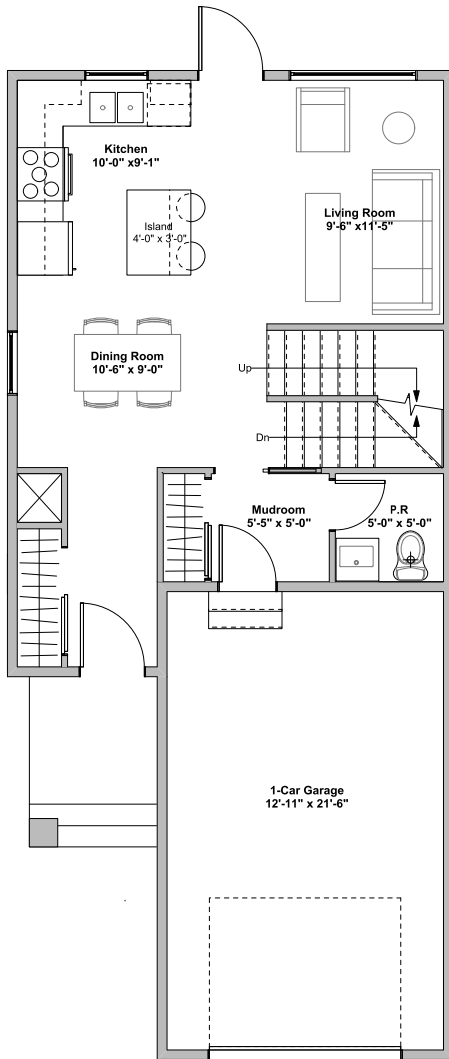 Kitchen
10'-0" x9'-1"
Island
4'-0" x 3'-0"
Living Room
9'-6" x11'-5"
Dining Room
10'-6" x 9'-0"
Up
Dn
Mudroom
5'-5" x 5'-0"
P.R
5'-0" x 5'-0"
1-Car Garage
12'-11" x 21'-6"